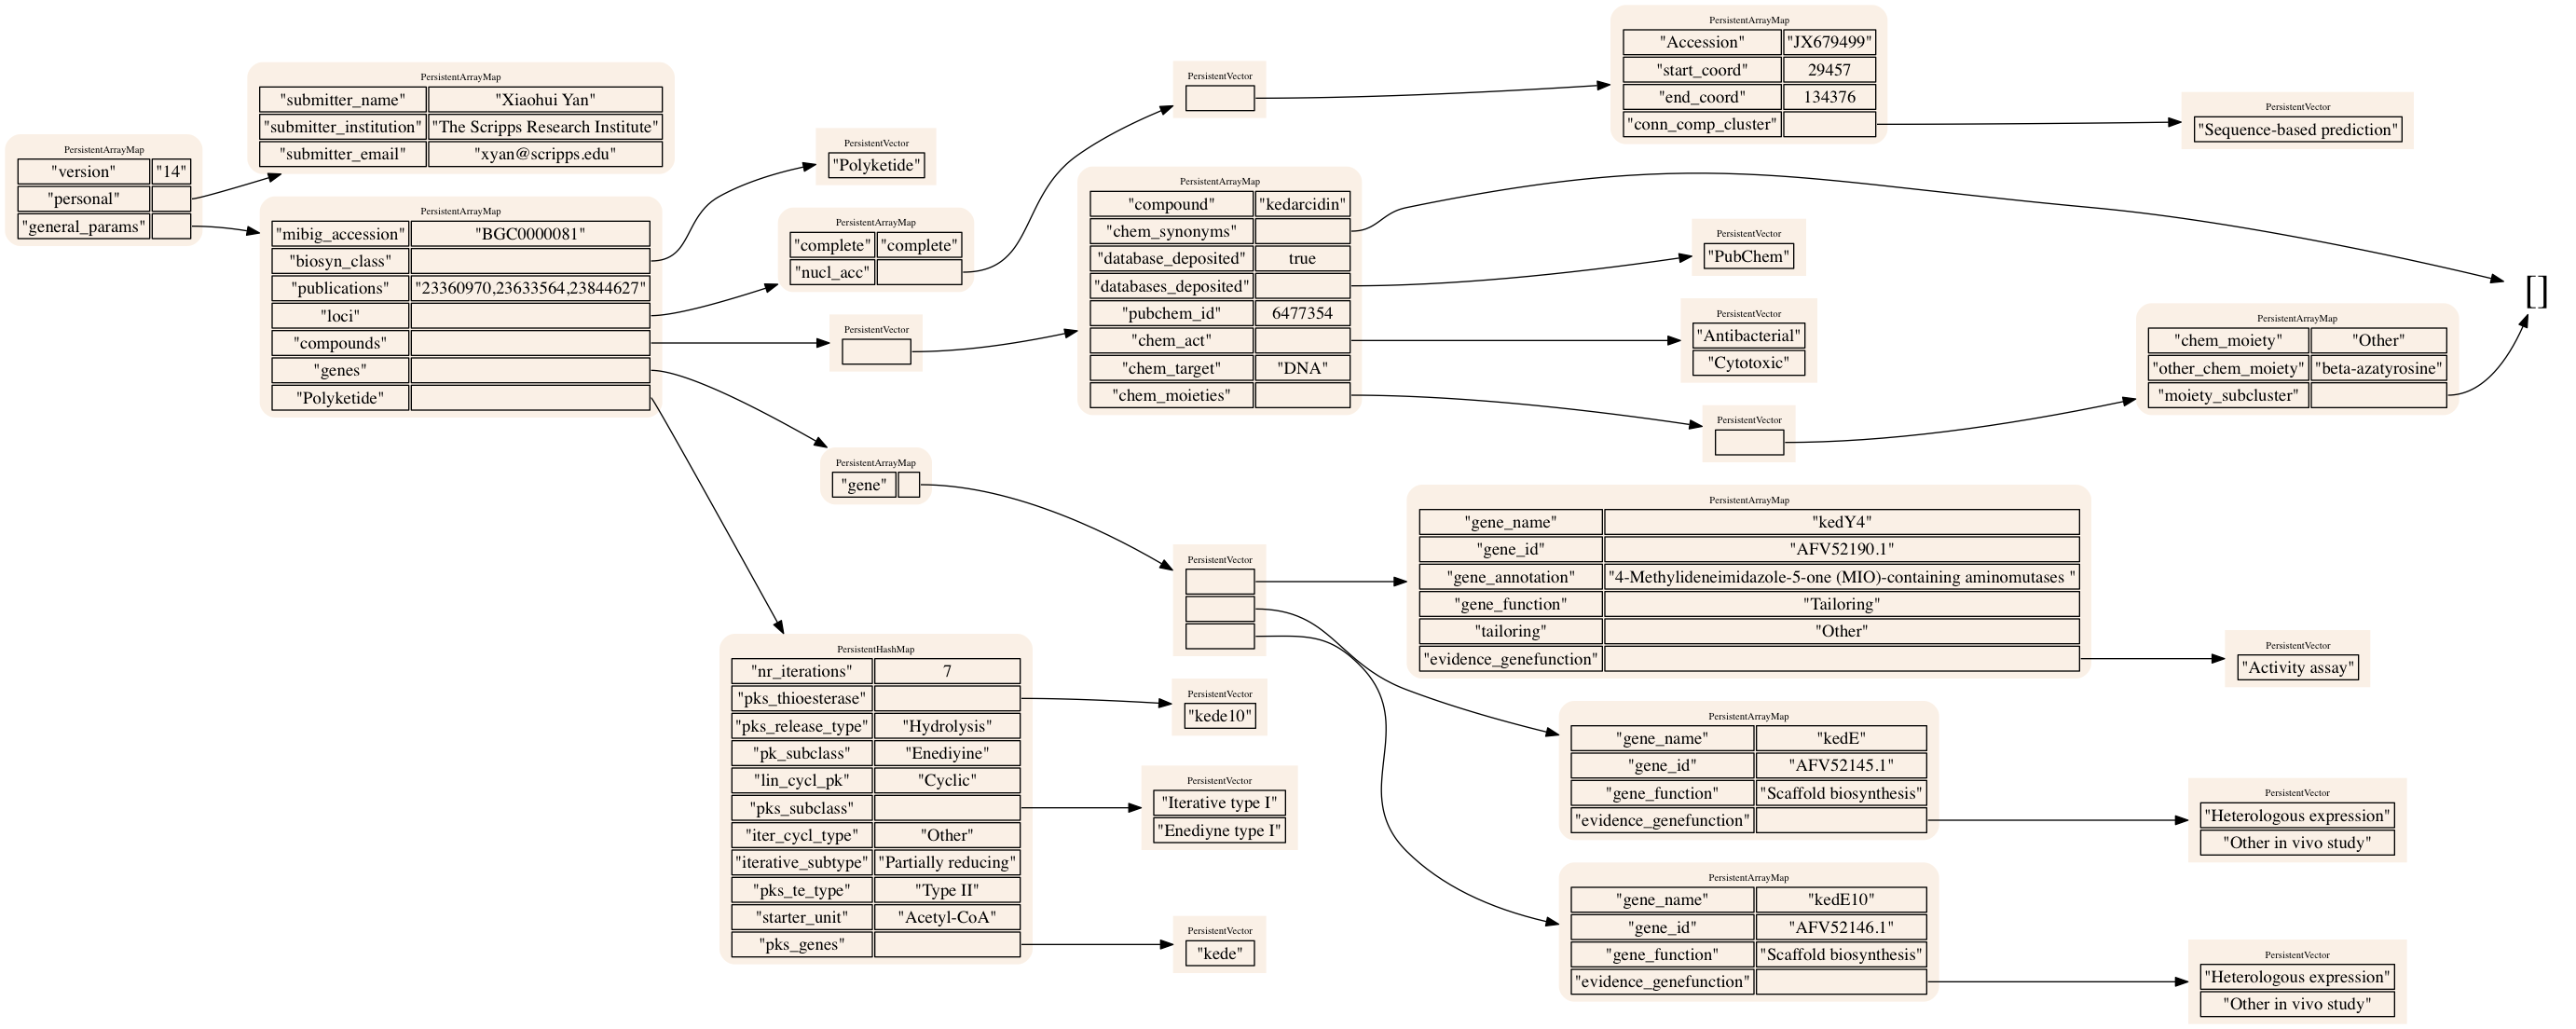 PersistentArrayMap
"version" "14"
"personal"
"general_params"
PersistentArrayMap
"submitter_name" "Xiaohui Yan"
"submitter_institution" "The Scripps Research Institute"
"submitter_email" "xyan@scripps.edu"
PersistentArrayMap
"mibig_accession" "BGC0000081"
"biosyn_class"
"publications" "23360970,23633564,23844627"
"loci"
"compounds"
"genes"
"Polyketide"
PersistentVector
"Polyketide"
PersistentArrayMap
"complete" "complete"
"nucl_acc"
PersistentVector
PersistentArrayMap
"gene"
PersistentHashMap
"nr_iterations" 7
"pks_thioesterase"
"pks_release_type" "Hydrolysis"
"pk_subclass" "Enediyine"
"lin_cycl_pk" "Cyclic"
"pks_subclass"
"iter_cycl_type" "Other"
"iterative_subtype" "Partially reducing"
"pks_te_type" "Type II"
"starter_unit" "Acetyl-CoA"
"pks_genes"
PersistentVector
PersistentArrayMap
"compound" "kedarcidin"
"chem_synonyms"
"database_deposited" true
"databases_deposited"
"pubchem_id" 6477354
"chem_act"
"chem_target" "DNA"
"chem_moieties"
PersistentVector
PersistentVector
"kede10"
PersistentVector
"Iterative type I"
"Enediyne type I"
PersistentVector
"kede"
PersistentArrayMap
"Accession" "JX679499"
"start_coord" 29457
"end_coord" 134376
"conn_comp_cluster"
PersistentVector
"PubChem"
PersistentVector
"Antibacterial"
"Cytotoxic"
PersistentVector
PersistentArrayMap
"gene_name" "kedY4"
"gene_id" "AFV52190.1"
"gene_annotation" "4-Methylideneimidazole-5-one (MIO)-containing aminomutases "
"gene_function" "Tailoring"
"tailoring" "Other"
"evidence_genefunction"
PersistentArrayMap
"gene_name" "kedE"
"gene_id" "AFV52145.1"
"gene_function" "Scaffold biosynthesis"
"evidence_genefunction"
PersistentArrayMap
"gene_name" "kedE10"
"gene_id" "AFV52146.1"
"gene_function" "Scaffold biosynthesis"
"evidence_genefunction"
PersistentVector
"Sequence-based prediction"
PersistentArrayMap
"chem_moiety" "Other"
"other_chem_moiety" "beta-azatyrosine"
"moiety_subcluster"
PersistentVector
"Activity assay"
PersistentVector
"Heterologous expression"
"Other in vivo study"
PersistentVector
"Heterologous expression"
"Other in vivo study"
[]